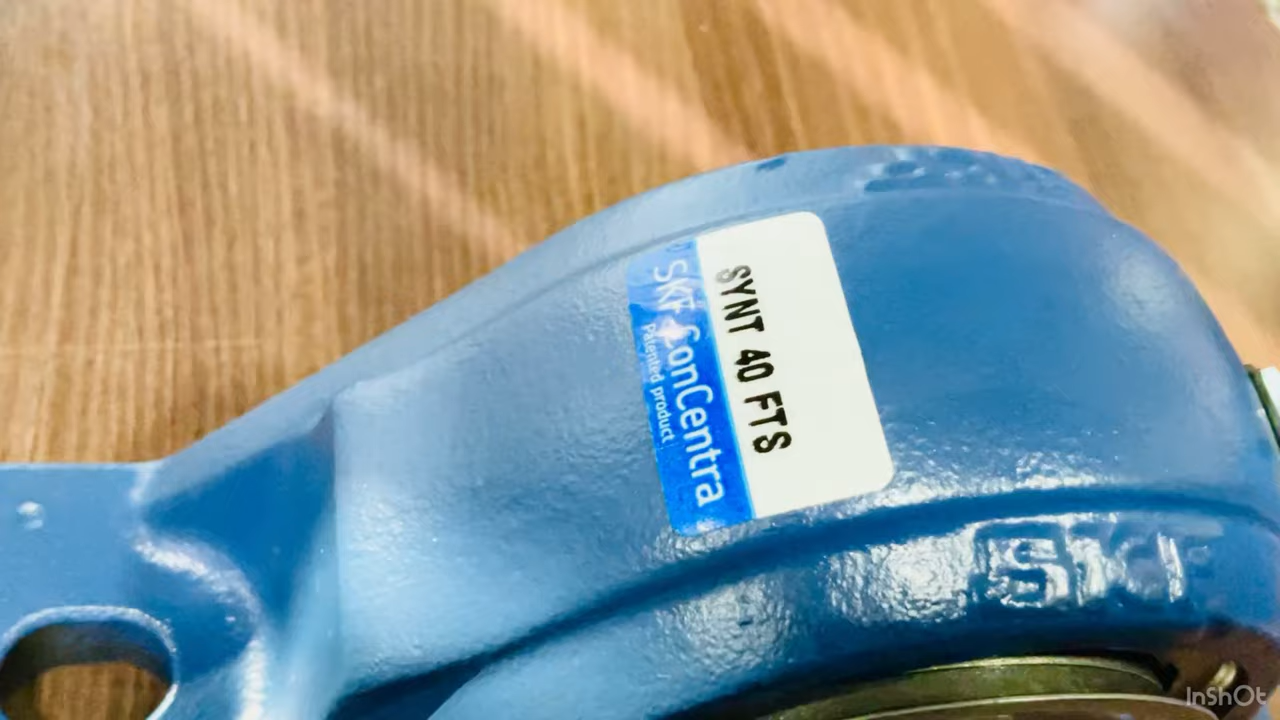 SKF ConCentra
Patented product
SYNT 40 FTS
SKF
InShOt